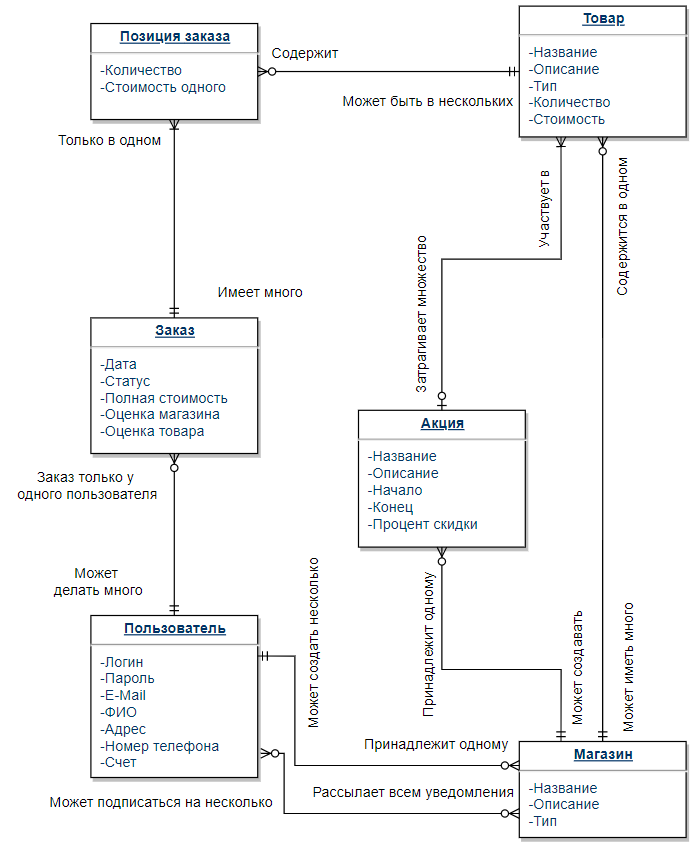 Позиция заказа
-Количество
-Стоимость одного
Содержит
Может быть в нескольких
Товар
-Название
-Описание
-Тип
-Количество
-Стоимость
Только в одном
Имеет много
Участвует в
Содержится в одном
Затрагивает множество
Заказ
-Дата
-Статус
-Полная стоимость
-Оценка магазина
-Оценка товара
Акция
-Название
-Описание
-Начало
-Конец
-Процент скидки
Заказ только у
одного пользователя
Может
делать много
Может создать несколько
Принадлежит одному
Может создавать
Может иметь много
Пользователь
-Логин
-Пароль
-E-Mail
-ФИО
-Адрес
-Номер телефона
-Счет
Принадлежит одному
Рассылает всем уведомления
Может подписаться на несколько
Магазин
-Название
-Описание
-Тип